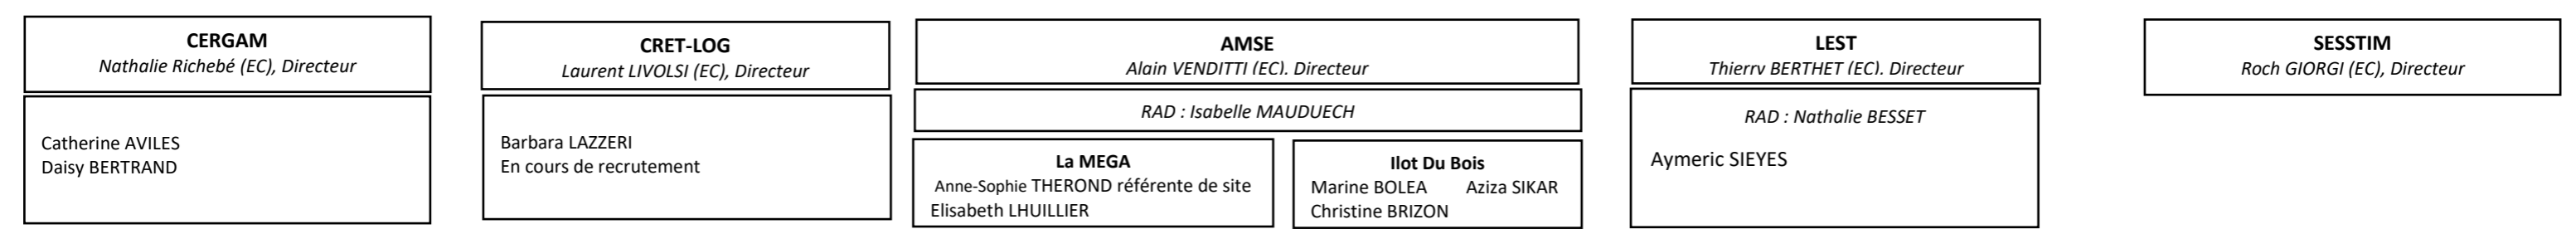 CERGAM
Nathalie Richebé (EC), Directeur
Catherine AVILES
Daisy BERTRAND
CRET-LOG
Laurent LIVOLSI (EC), Directeur
Barbara LAZZERI
En cours de recrutement
AMSE
Alain VENDITTI (EC). Directeur
RAD : Isabelle MAUDUECH
La MEGA
Anne-Sophie THEROND référente de site
Elisabeth LHUILLIER
Ilot Du Bois
Marine BOLEA Aziza SIKAR
Christine BRIZON
LEST
Thierry BERTHET (EC). Directeur
RAD : Nathalie BESSET
Aymeric SIEYES
SESSTIM
Roch GIORGI (EC), Directeur